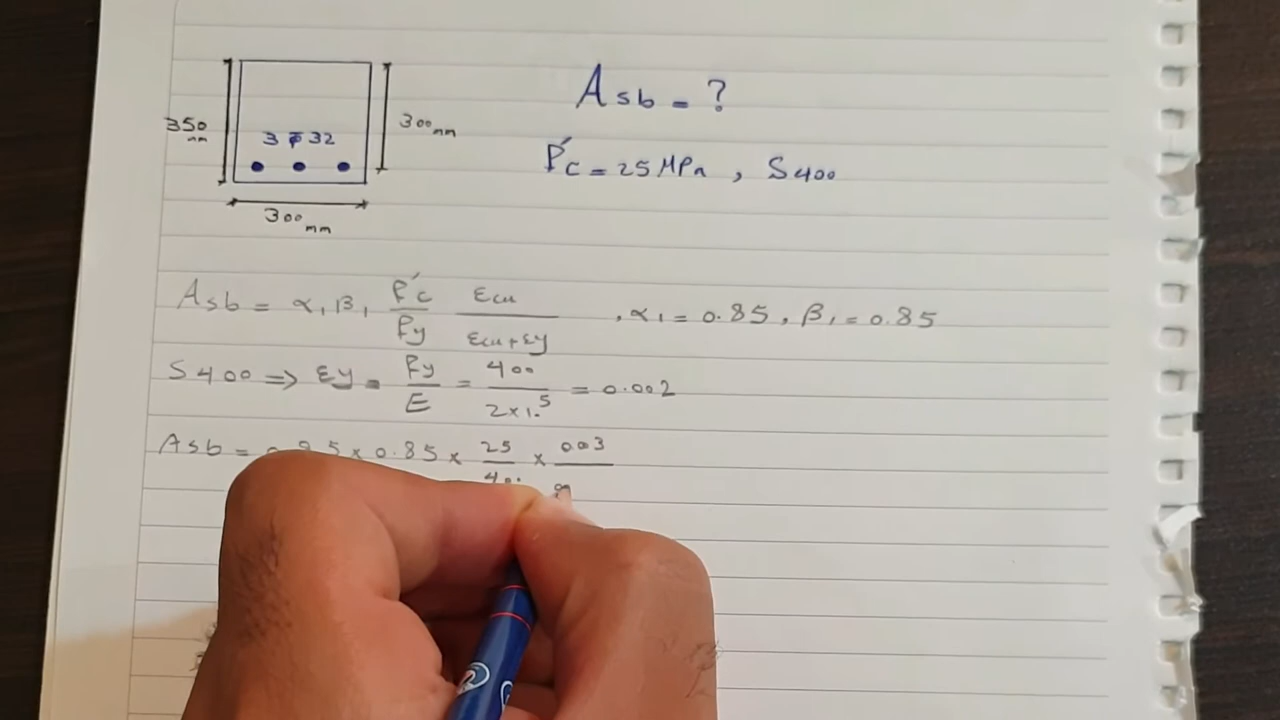 Asb = ?
350 mm
3 φ 32
300 mm
f'c = 25 MPa , S400
300 mm
Asb = α1 β1 f'c/fy εcu/(εcu+εy) , α1 = 0.85 , β1 = 0.85
S400 ⇒ εy = fy/E = 400/2×10^5 = 0.002
Asb = 0.85 × 0.85 × 25/400 × 0.003/